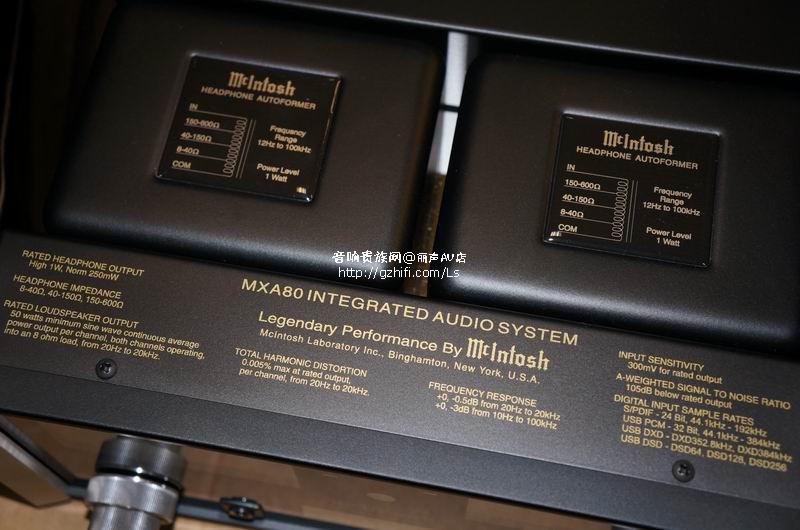 McIntosh
HEADPHONE AUTOFORMER
IN
150-600Ω
40-150Ω
8-40Ω
COM
Frequency
Range
12Hz to 100kHz
Power Level
1 Watt
McIntosh
HEADPHONE AUTOFORMER
IN
150-600Ω
40-150Ω
8-40Ω
COM
Frequency
Range
12Hz to 100kHz
Power Level
1 Watt
音响贵族网@丽声AV店
http://gzhifi.com/Ls
RATED HEADPHONE OUTPUT
High 1W, Norm 250mW
HEADPHONE IMPEDANCE
8-40Ω, 40-150Ω, 150-600Ω
RATED LOUDSPEAKER OUTPUT
50 watts minimum sine wave continuous average
power output per channel, both channels operating,
into an 8 ohm load, from 20Hz to 20kHz.
MXA80 INTEGRATED AUDIO SYSTEM
Legendary Performance By McIntosh
McIntosh Laboratory Inc., Binghamton, New York, U.S.A.
TOTAL HARMONIC DISTORTION
0.005% max at rated output,
per channel, from 20Hz to 20kHz.
FREQUENCY RESPONSE
+0, -0.5dB from 20Hz to 20kHz
+0, -3dB from 10Hz to 100kHz
INPUT SENSITIVITY
300mV for rated output
A-WEIGHTED SIGNAL TO NOISE RATIO
105dB below rated output
DIGITAL INPUT SAMPLE RATES
S/PDIF - 24 Bit, 44.1kHz - 192kHz
USB PCM - 32 Bit, 44.1kHz - 384kHz
USB DXD - DXD352.8kHz, DXD384kHz
USB DSD - DSD64, DSD128, DSD256